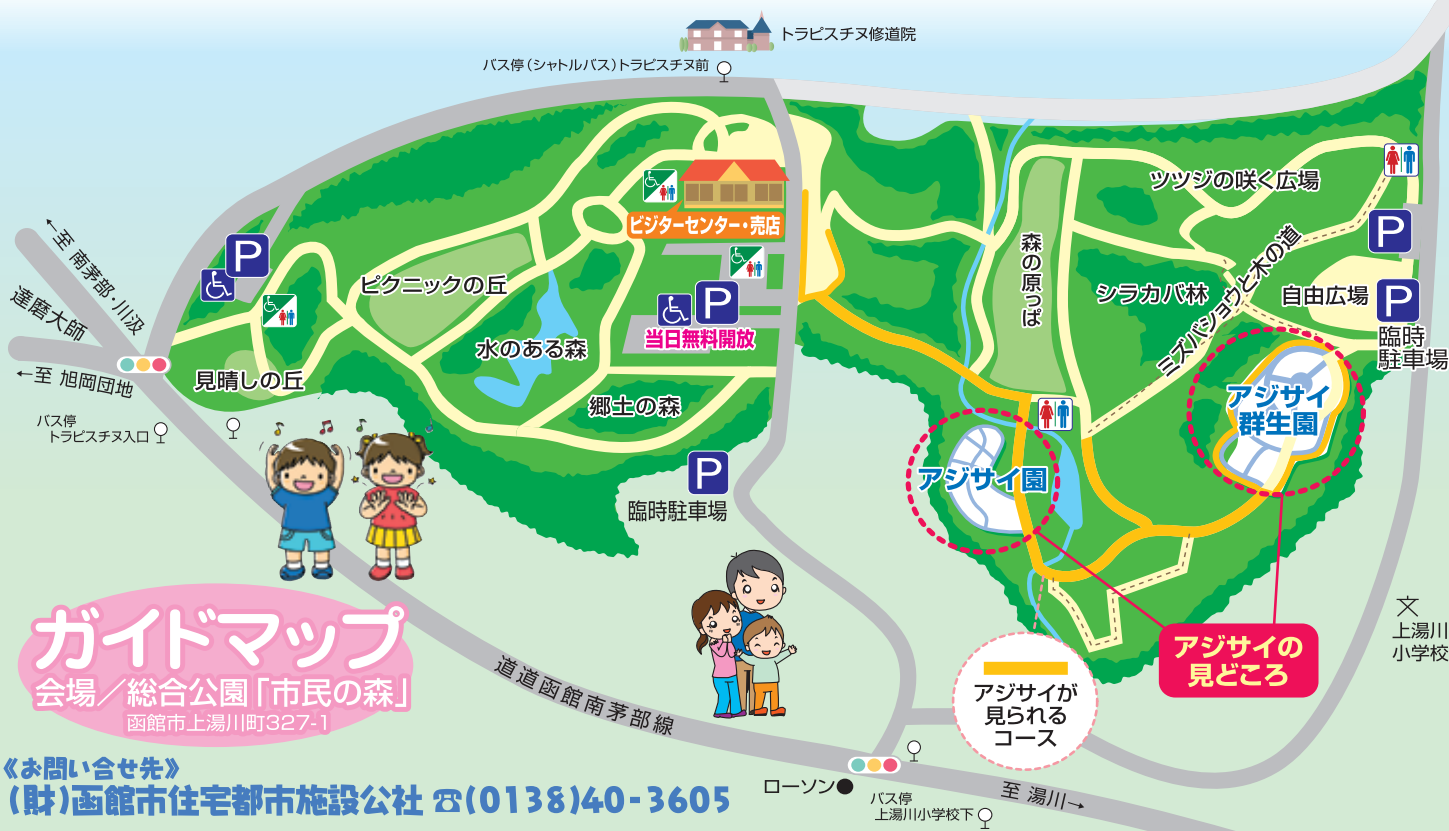 トラピスチヌ修道院
バス停（シャトルバス）トラピスチヌ前
ツツジの咲く広場
P
P
ビジターセンター・売店
森の原っぱ
ミズバショウと木の道
←至 南茅部・川汲
ピクニックの丘
シラカバ林
自由広場
P
P
達磨大師
当日無料開放
臨時
駐車場
水のある森
←至 旭岡団地
見晴しの丘
郷土の森
アジサイ
群生園
バス停
トラピスチヌ入口
P
臨時駐車場
アジサイ園
文
上湯川
小学校
ガイドマップ
会場／総合公園「市民の森」
函館市上湯川町327-1
アジサイの
見どころ
アジサイが
見られる
コース
道道函館南茅部線
《お問い合せ先》
(財)函館市住宅都市施設公社 ☎(0138)40-3605
ローソン
バス停
上湯川小学校下
至 湯川→